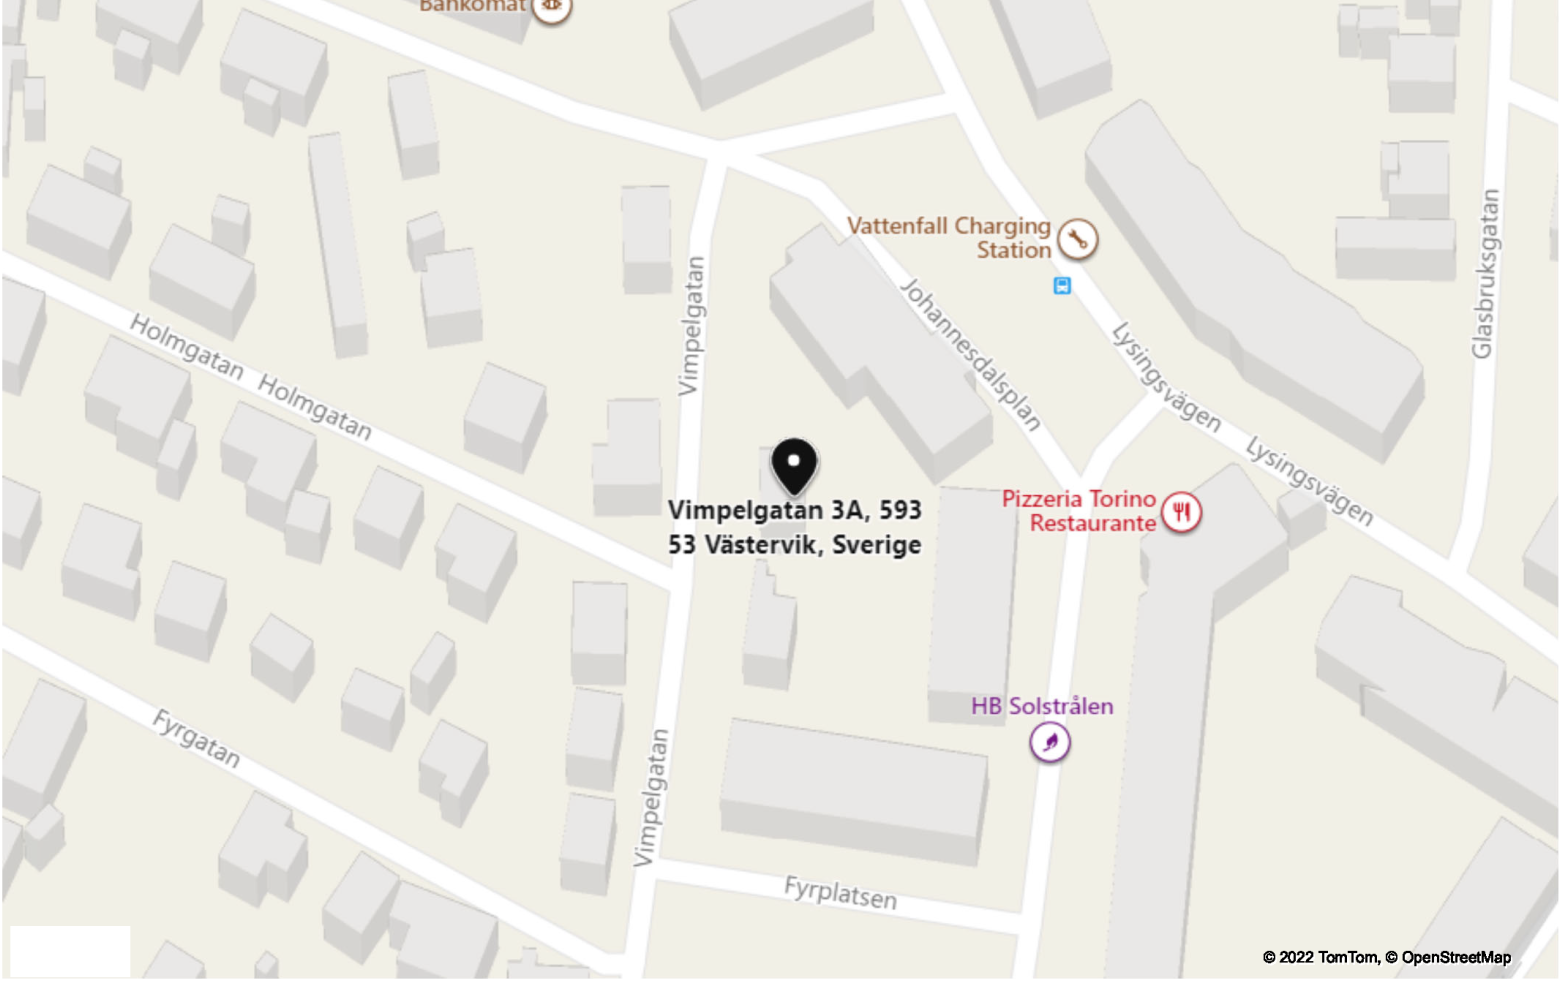 Bankomat
Vattenfall Charging
Station
Glasbruksgatan
Vimpelgatan
Johannesdalsplan
Holmgatan
Holmgatan
Lysingsvägen
Lysingsvägen
Vimpelgatan 3A, 593
53 Västervik, Sverige
Pizzeria Torino
Restaurante
HB Solstrålen
Fyrgatan
Vimpelgatan
Fyrplatsen
© 2022 TomTom, © OpenStreetMap